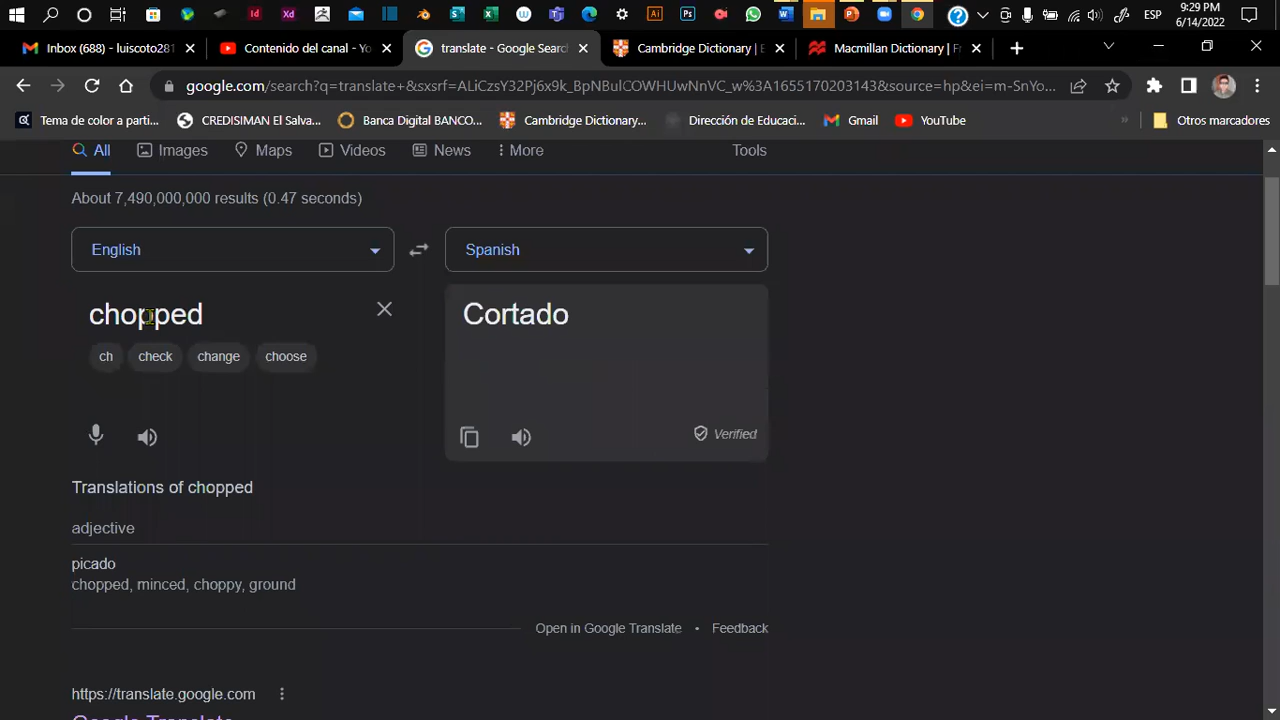 9:29 PM
ESP
6/14/2022
Inbox (688) - luiscoto281
Contenido del canal - Yo
translate - Google Search
Cambridge Dictionary | E
Macmillan Dictionary | Fr
google.com/search?q=translate+&sxsrf=ALiCzsY32Pj6x9k_BpNBulCOWHUwNnVC_w%3A1655170203143&source=hp&ei=m-SnYo...
Tema de color a parti...
CREDISIMAN El Salva...
Banca Digital BANCO...
Cambridge Dictionary...
Dirección de Educaci...
Gmail
YouTube
»
Otros marcadores
All
Images
Maps
Videos
News
More
Tools
About 7,490,000,000 results (0.47 seconds)
English
Spanish
chopped
Cortado
ch
check
change
choose
Verified
Translations of chopped
adjective
picado
chopped, minced, choppy, ground
Open in Google Translate • Feedback
https://translate.google.com
Google Translate